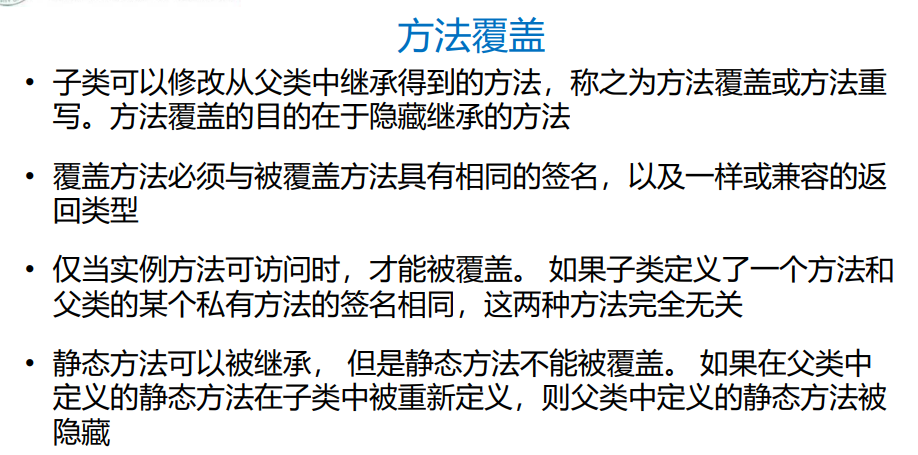 方法覆盖
• 子类可以修改从父类中继承得到的方法，称之为方法覆盖或方法重
写。方法覆盖的目的在于隐藏继承的方法
• 覆盖方法必须与被覆盖方法具有相同的签名，以及一样或兼容的返
回类型
• 仅当实例方法可访问时，才能被覆盖。 如果子类定义了一个方法和
父类的某个私有方法的签名相同，这两种方法完全无关
• 静态方法可以被继承， 但是静态方法不能被覆盖。 如果在父类中
定义的静态方法在子类中被重新定义，则父类中定义的静态方法被
隐藏